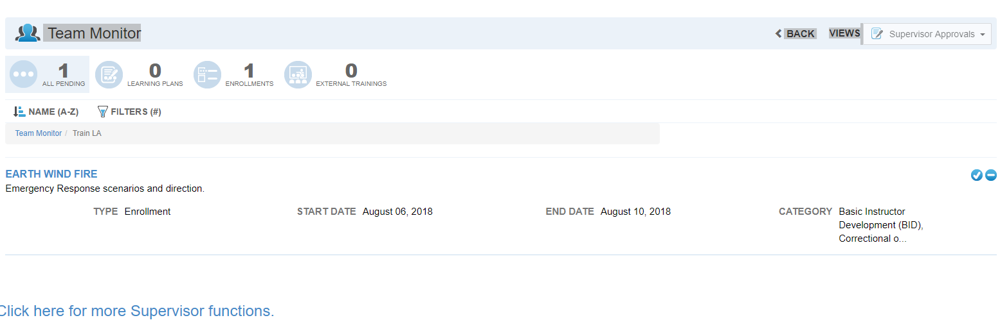 Team Monitor
BACK VIEWS Supervisor Approvals
1 ALL PENDING 0 LEARNING PLANS 1 ENROLLMENTS 0 EXTERNAL TRAININGS
NAME (A-Z) FILTERS (#)
Team Monitor / Train LA
EARTH WIND FIRE
Emergency Response scenarios and direction.
TYPE Enrollment START DATE August 06, 2018 END DATE August 10, 2018 CATEGORY Basic Instructor
Development (BID),
Correctional o...
Click here for more Supervisor functions.